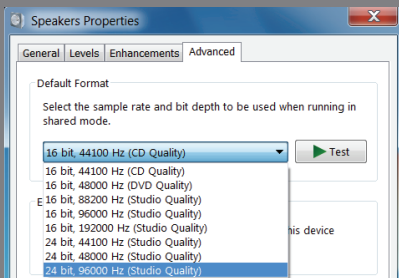 Speakers Properties
X
General Levels Enhancements Advanced
Default Format
Select the sample rate and bit depth to be used when running in
shared mode.
16 bit, 44100 Hz (CD Quality)
Test
16 bit, 44100 Hz (CD Quality)
16 bit, 48000 Hz (DVD Quality)
16 bit, 88200 Hz (Studio Quality)
16 bit, 96000 Hz (Studio Quality)
16 bit, 192000 Hz (Studio Quality)
his device
24 bit, 44100 Hz (Studio Quality)
24 bit, 48000 Hz (Studio Quality)
24 bit, 96000 Hz (Studio Quality)